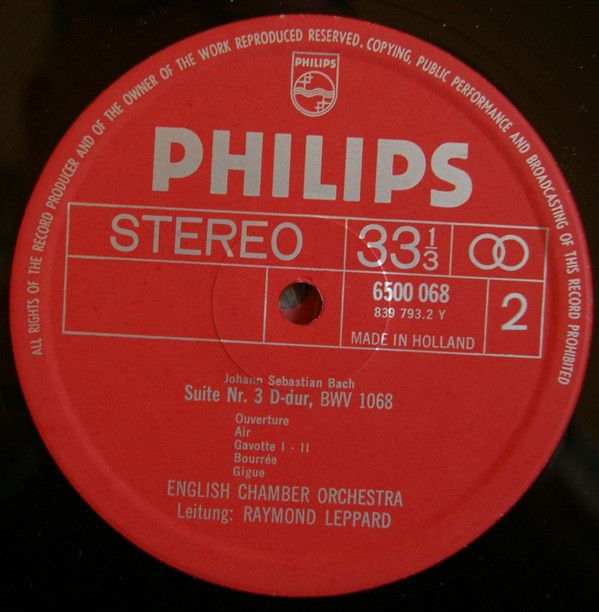 ALL RIGHTS OF THE RECORD PRODUCER AND OF THE OWNER OF THE WORK REPRODUCED RESERVED. COPYING, PUBLIC PERFORMANCE AND BROADCASTING OF THIS RECORD PROHIBITED
PHILIPS
PHILIPS
STEREO
33 1/3
6500 068
839 793.2 Y
2
MADE IN HOLLAND
Johann Sebastian Bach
Suite Nr. 3 D-dur, BWV 1068
Ouverture
Air
Gavotte I - II
Bourrée
Gigue
ENGLISH CHAMBER ORCHESTRA
Leitung: RAYMOND LEPPARD